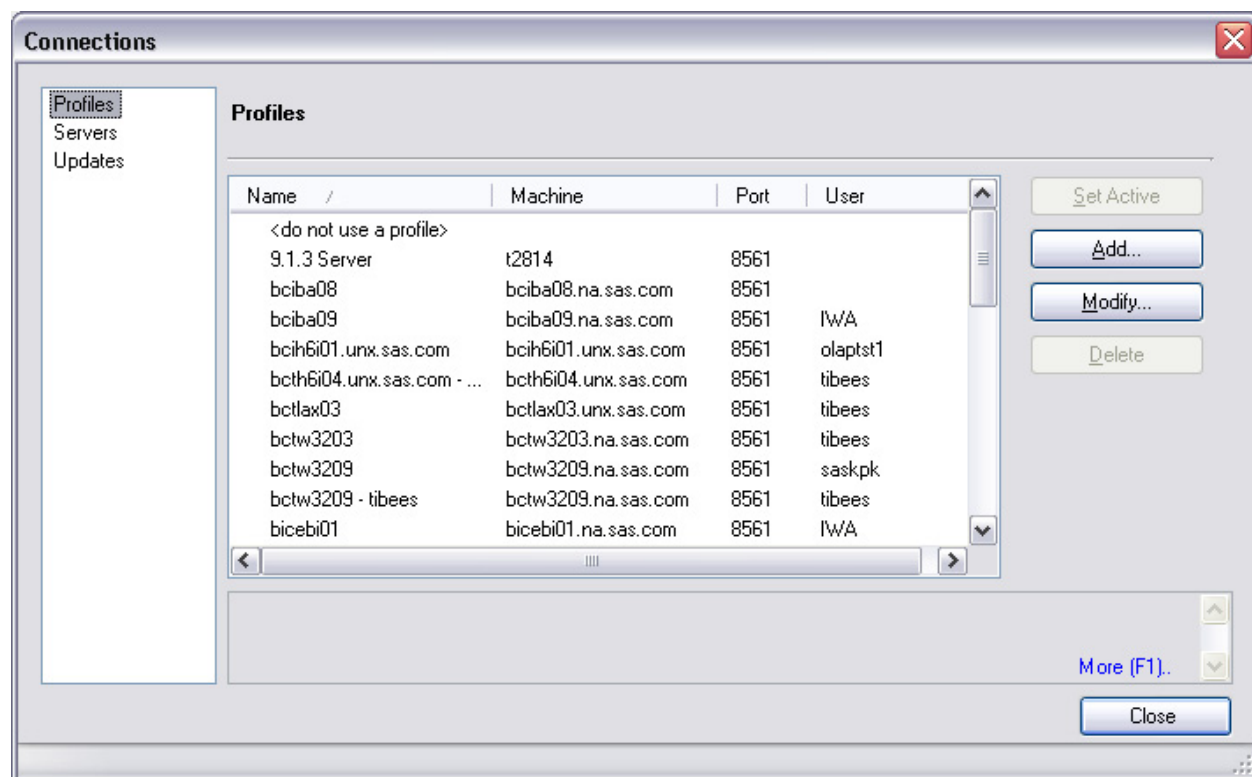 Connections
Profiles
Servers
Updates
Profiles
Name Machine Port User
<do not use a profile>
9.1.3 Server t2814 8561
bciba08 bciba08.na.sas.com 8561
bciba09 bciba09.na.sas.com 8561 IWA
bcih6i01.unx.sas.com bcih6i01.unx.sas.com 8561 olaptst1
bcth6i04.unx.sas.com - ... bcth6i04.unx.sas.com 8561 tibees
bctlax03 bctlax03.unx.sas.com 8561 tibees
bctw3203 bctw3203.na.sas.com 8561 tibees
bctw3209 bctw3209.na.sas.com 8561 saskpk
bctw3209 - tibees bctw3209.na.sas.com 8561 tibees
bicebi01 bicebi01.na.sas.com 8561 IWA
Set Active
Add...
Modify...
Delete
More (F1)..
Close